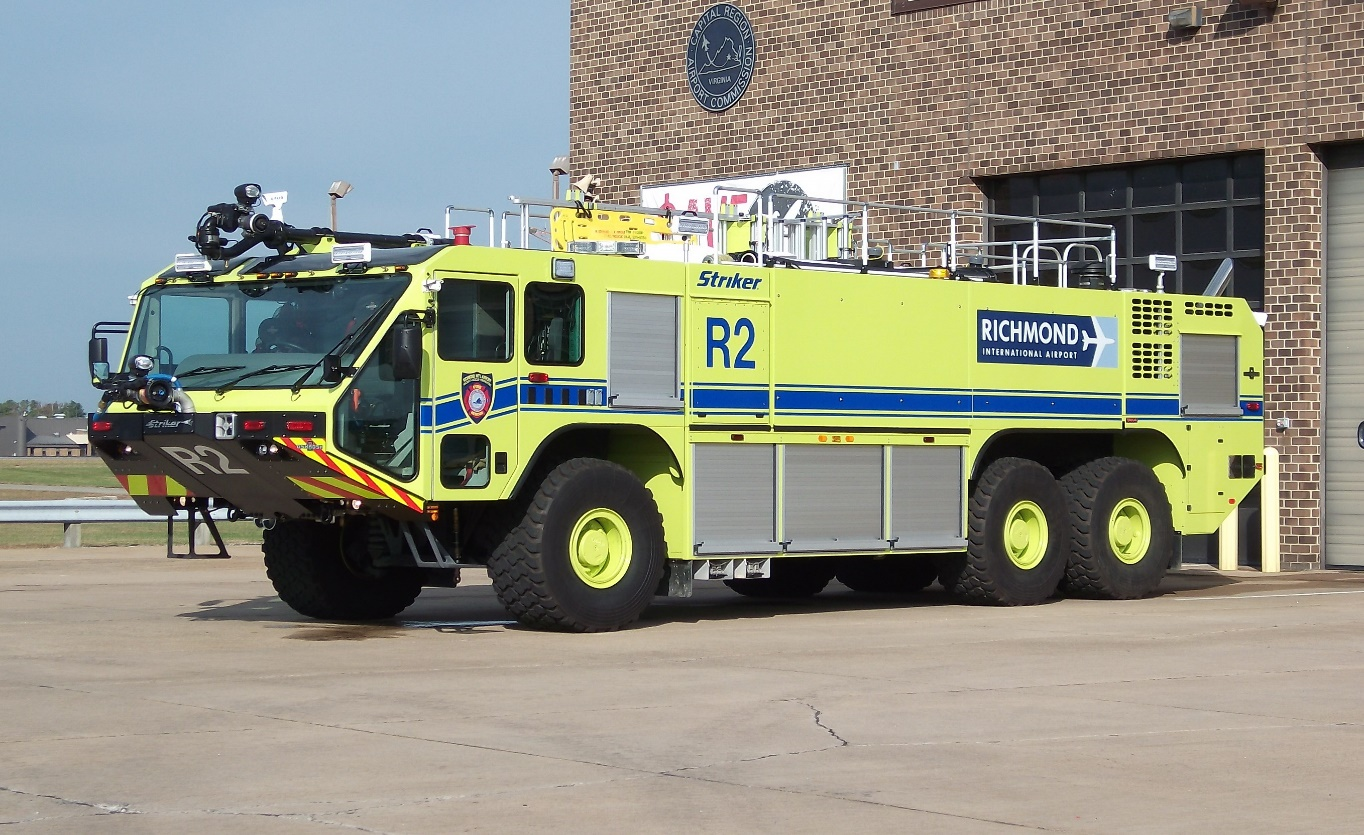 CAPITAL REGION
AIRPORT COMMISSION
VIRGINIA
Striker
R2
RICHMOND
INTERNATIONAL AIRPORT
Striker
R2